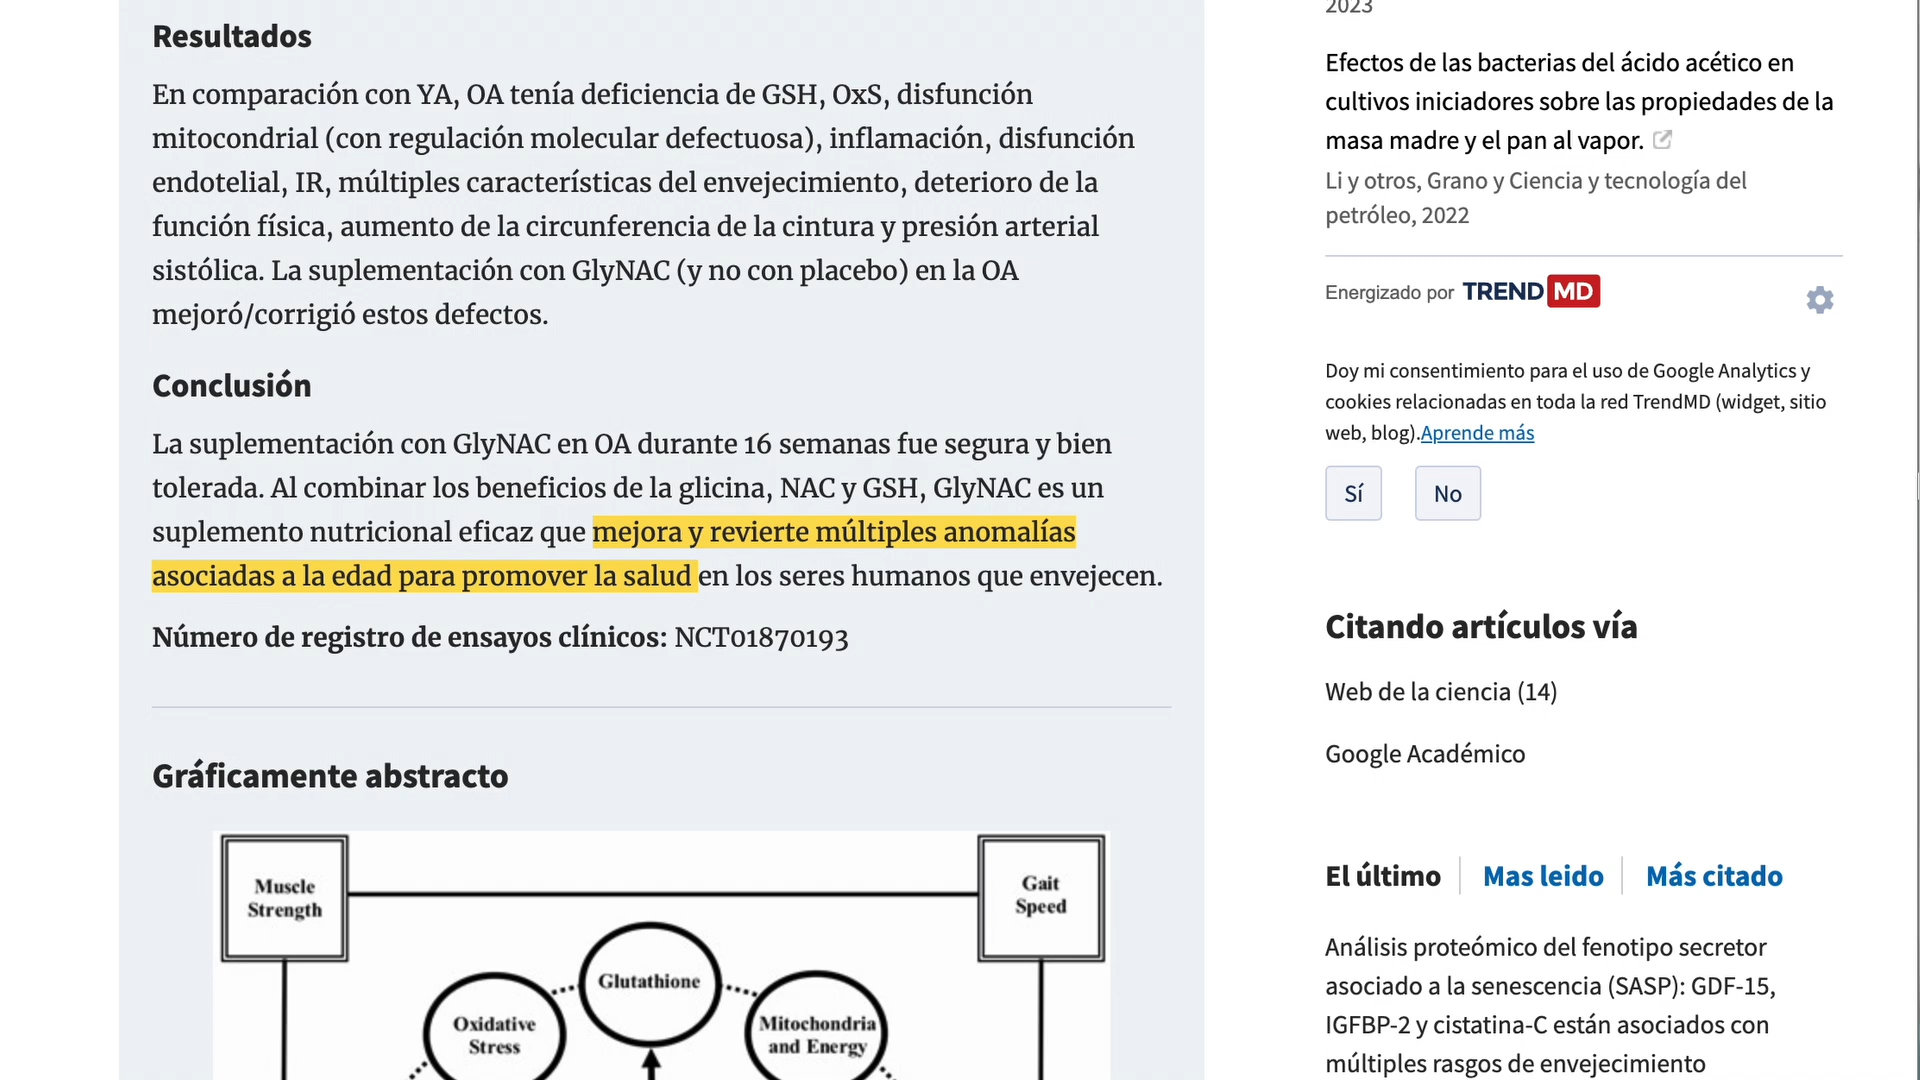 Resultados
En comparación con YA, OA tenía deficiencia de GSH, OxS, disfunción
mitocondrial (con regulación molecular defectuosa), inflamación, disfunción
endotelial, IR, múltiples características del envejecimiento, deterioro de la
función física, aumento de la circunferencia de la cintura y presión arterial
sistólica. La suplementación con GlyNAC (y no con placebo) en la OA
mejoró/corrigió estos defectos.
Conclusión
La suplementación con GlyNAC en OA durante 16 semanas fue segura y bien
tolerada. Al combinar los beneficios de la glicina, NAC y GSH, GlyNAC es un
suplemento nutricional eficaz que mejora y revierte múltiples anomalías
asociadas a la edad para promover la salud en los seres humanos que envejecen.
Número de registro de ensayos clínicos: NCT01870193
Gráficamente abstracto
Muscle
Strength
Gait
Speed
Glutathione
Oxidative
Stress
Mitochondria
and Energy
2023
Efectos de las bacterias del ácido acético en
cultivos iniciadores sobre las propiedades de la
masa madre y el pan al vapor.
Li y otros, Grano y Ciencia y tecnología del
petróleo, 2022
Energizado por TREND MD
Doy mi consentimiento para el uso de Google Analytics y
cookies relacionadas en toda la red TrendMD (widget, sitio
web, blog).Aprende más
Sí No
Citando artículos vía
Web de la ciencia (14)
Google Académico
El último Mas leido Más citado
Análisis proteómico del fenotipo secretor
asociado a la senescencia (SASP): GDF-15,
IGFBP-2 y cistatina-C están asociados con
múltiples rasgos de envejecimiento